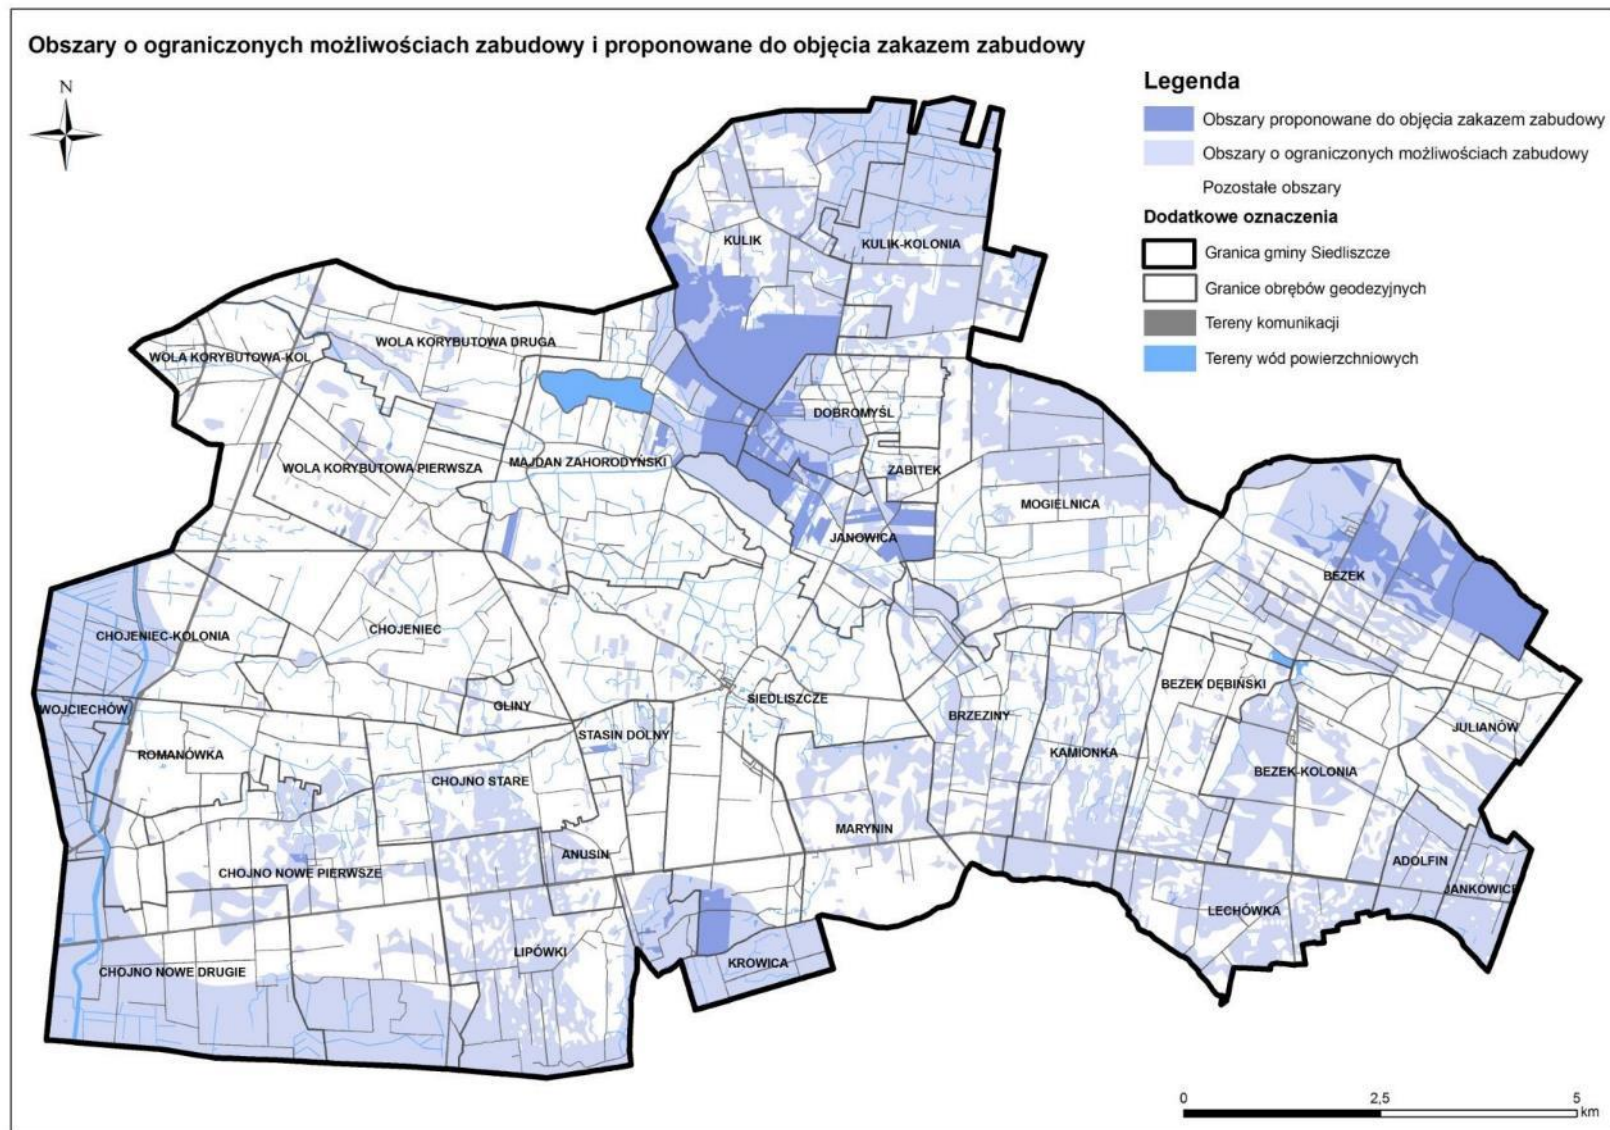 Obszary o ograniczonych możliwościach zabudowy i proponowane do objęcia zakazem zabudowy
N
Legenda
Obszary proponowane do objęcia zakazem zabudowy
Obszary o ograniczonych możliwościach zabudowy
Pozostałe obszary
Dodatkowe oznaczenia
Granica gminy Siedliszcze
Granice obrębów geodezyjnych
Tereny komunikacji
Tereny wód powierzchniowych
KULIK
KULIK-KOLONIA
WOLA KORYBUTOWA DRUGA
WOLA KORYBUTOWA-KOL
DOBROMYŚL
WOLA KORYBUTOWA PIERWSZA
MAJDAN ZAHORODYŃSKI
ZABITEK
MOGIELNICA
JANOWICA
BEZEK
CHOJENIEC-KOLONIA
CHOJENIEC
BEZEK DĘBIŃSKI
SIEDLISZCZE
GLINY
WOJCIECHÓW
BRZEZINY
JULIANÓW
STASIN DOLNY
ROMANÓWKA
KAMIONKA
BEZEK-KOLONIA
CHOJNO STARE
MARYNIN
ANUSIN
ADOLFIN
CHOJNO NOWE PIERWSZE
JANKOWICE
LECHÓWKA
LIPÓWKI
KROWICA
CHOJNO NOWE DRUGIE
0 2,5 5
km